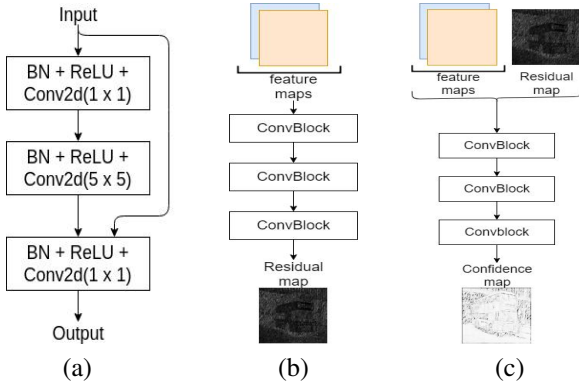 Input
BN + ReLU +
Conv2d(1 x 1)
BN + ReLU +
Conv2d(5 x 5)
BN + ReLU +
Conv2d(1 x 1)
Output
(a)
feature
maps
ConvBlock
ConvBlock
ConvBlock
Residual
map
(b)
feature
maps
Residual
map
ConvBlock
ConvBlock
Convblock
Confidence
map
(c)